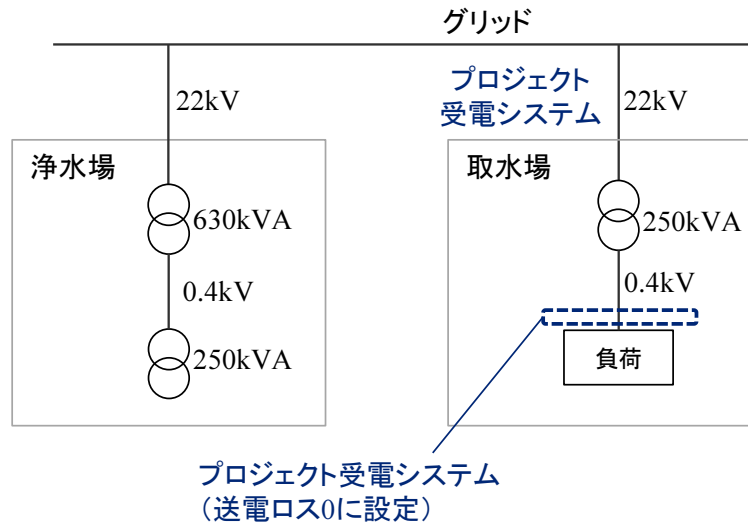 グリッド
22kV
プロジェクト
受電システム
22kV
浄水場
630kVA
0.4kV
250kVA
取水場
250kVA
0.4kV
負荷
プロジェクト受電システム
（送電ロス0に設定）